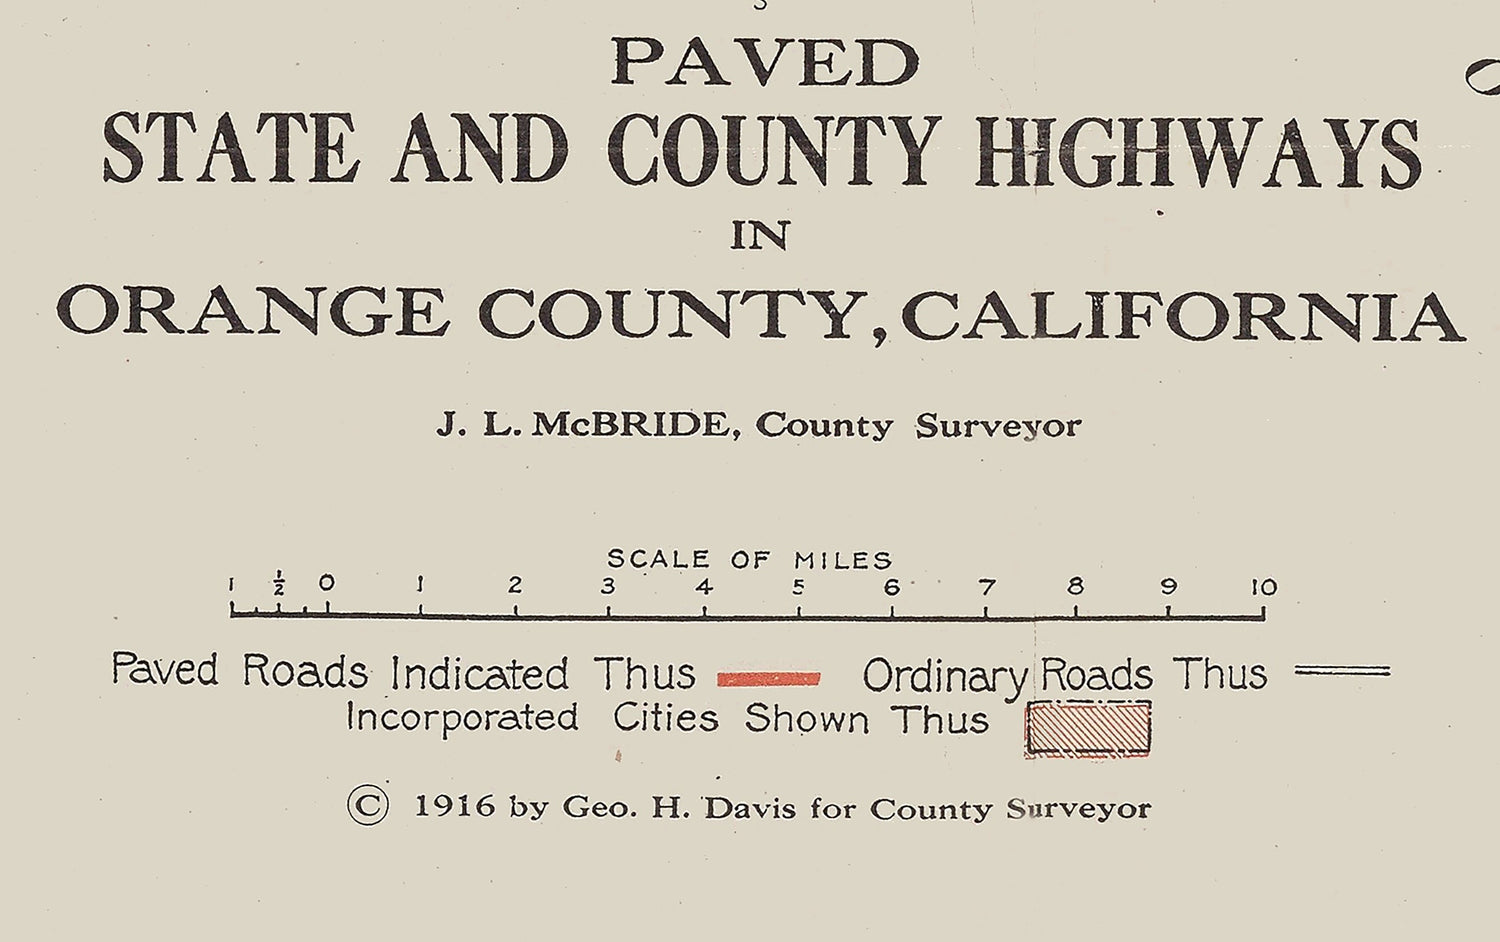 PAVED
STATE AND COUNTY HIGHWAYS
IN
ORANGE COUNTY, CALIFORNIA
J. L. McBRIDE, County Surveyor
SCALE OF MILES
1 ½ 0 1 2 3 4 5 6 7 8 9 10
Paved Roads Indicated Thus Ordinary Roads Thus
Incorporated Cities Shown Thus
© 1916 by Geo. H. Davis for County Surveyor